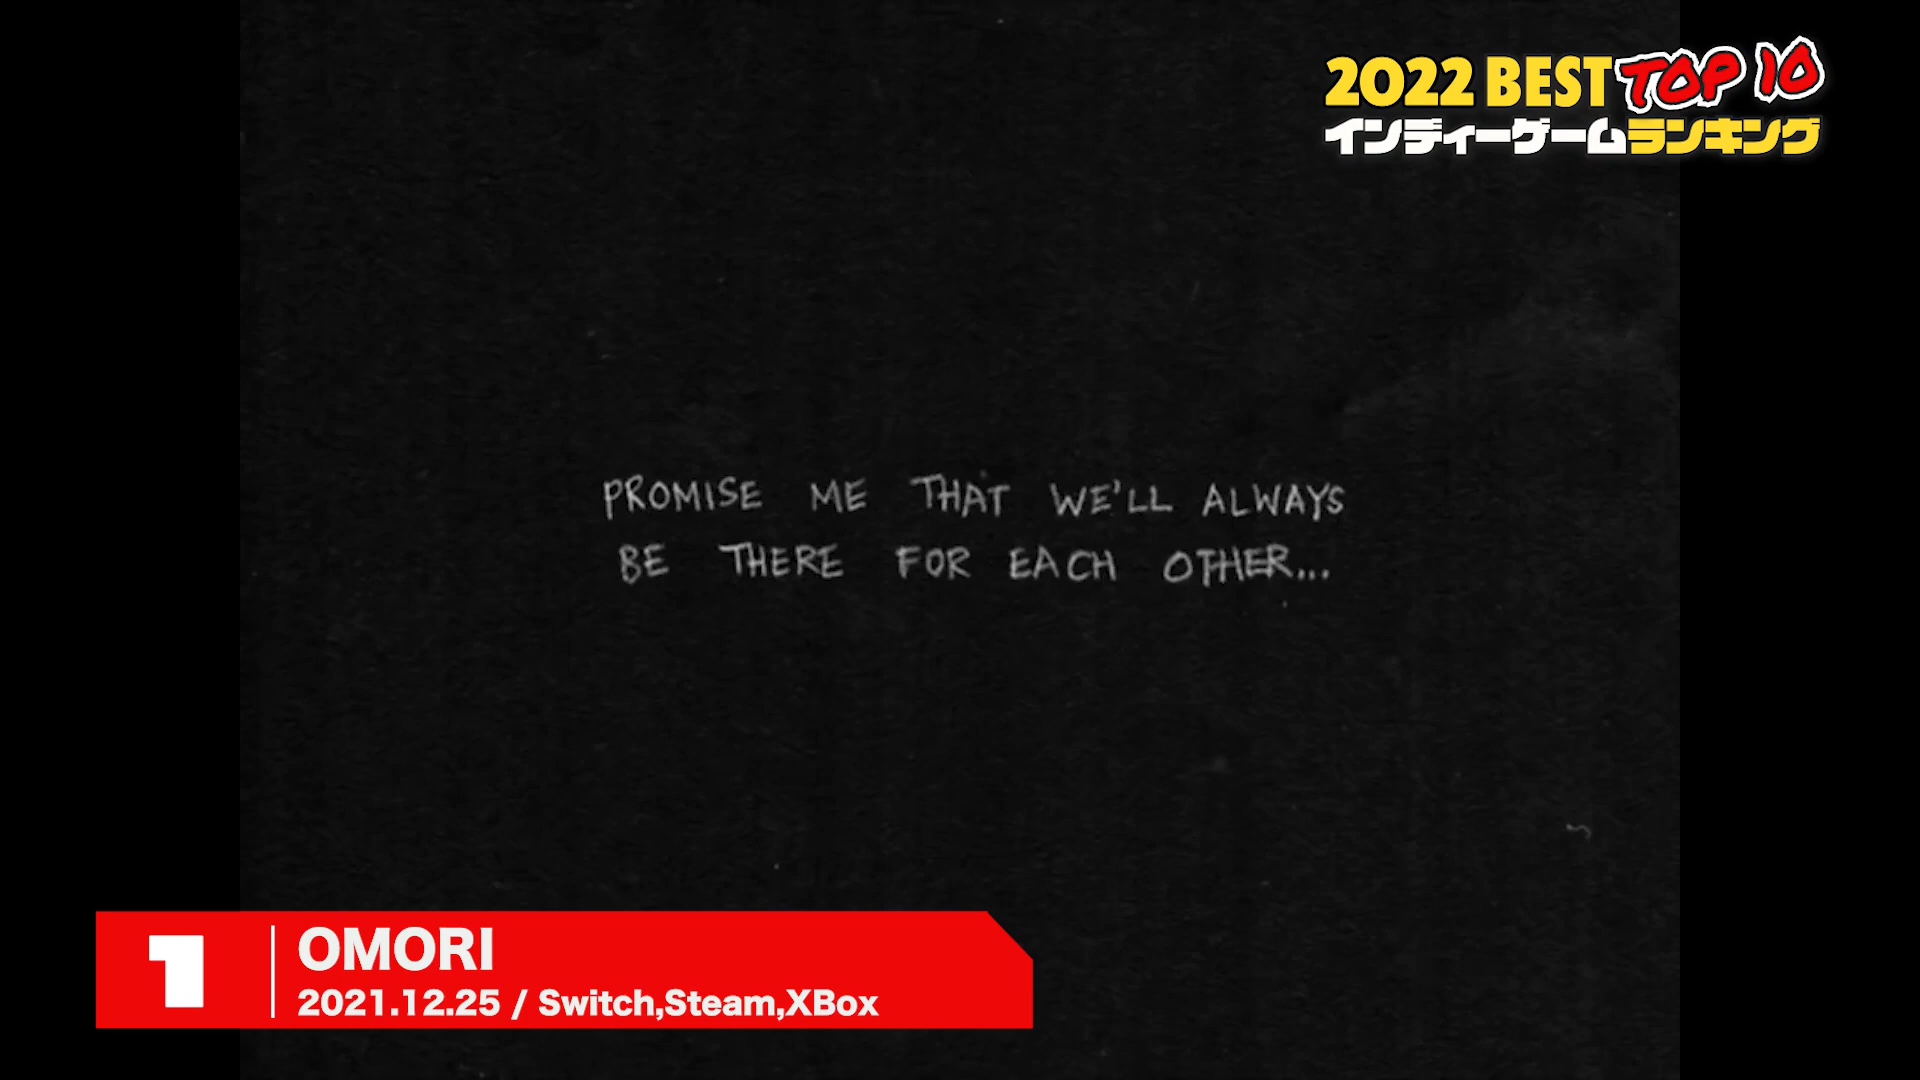 2022 BEST TOP 10
インディーゲームランキング
PROMISE ME THAT WE'LL ALWAYS
BE THERE FOR EACH OTHER...
1
OMORI
2021.12.25 / Switch,Steam,XBox